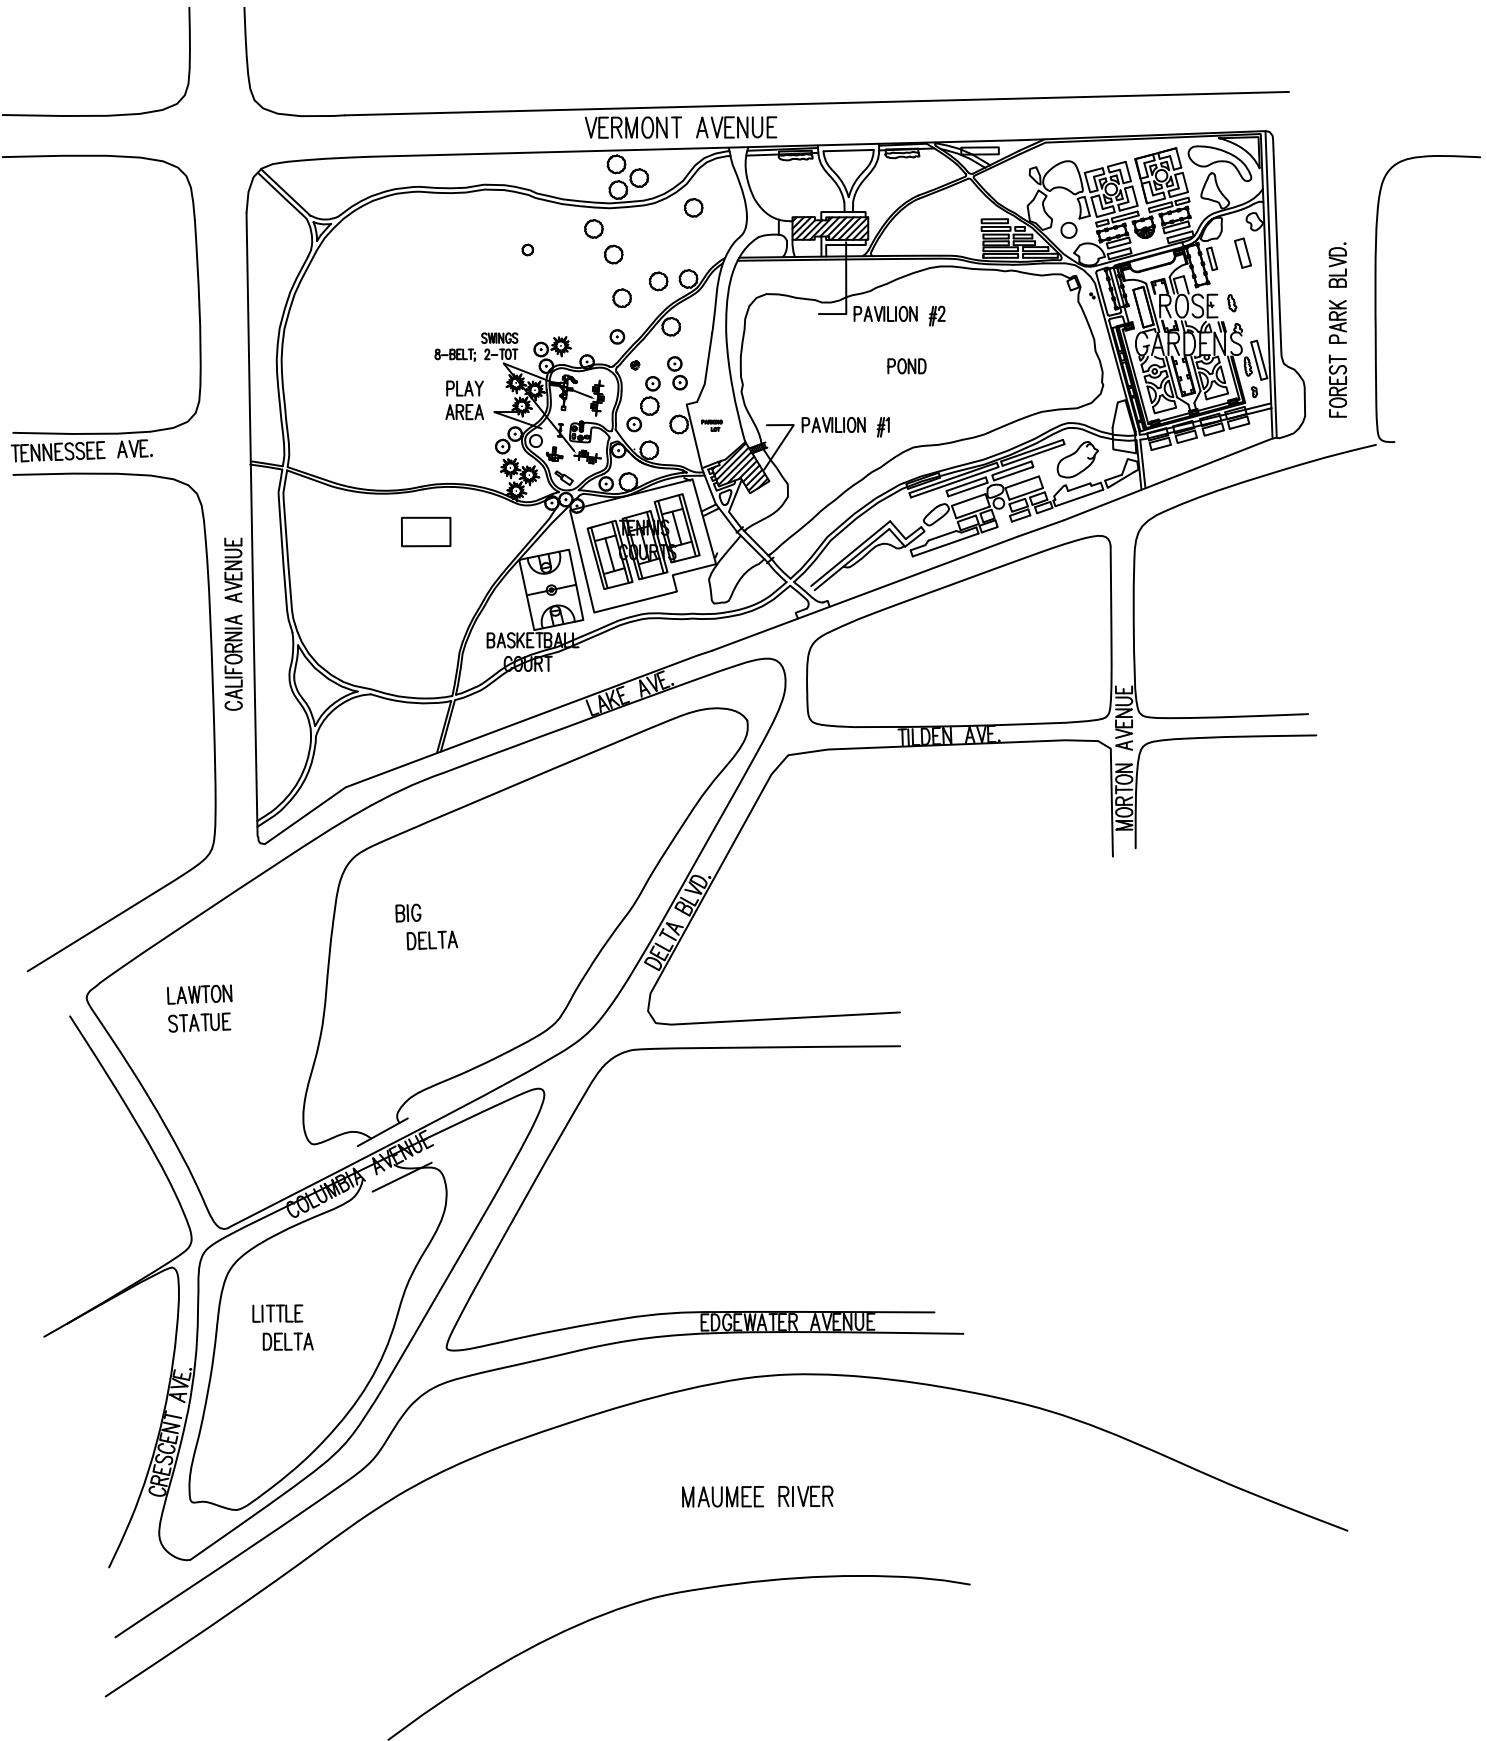 VERMONT AVENUE
FOREST PARK BLVD.
PAVILION #2
ROSE
GARDENS
SWINGS
8-BELT; 2-TOT
POND
PLAY
AREA
PARKING
LOT
PAVILION #1
TENNESSEE AVE.
TENNIS
COURTS
CALIFORNIA AVENUE
BASKETBALL
COURT
LAKE AVE.
TILDEN AVE.
MORTON AVENUE
BIG
DELTA
DELTA BLVD.
LAWTON
STATUE
COLUMBIA AVENUE
LITTLE
DELTA
EDGEWATER AVENUE
CRESCENT AVE.
MAUMEE RIVER